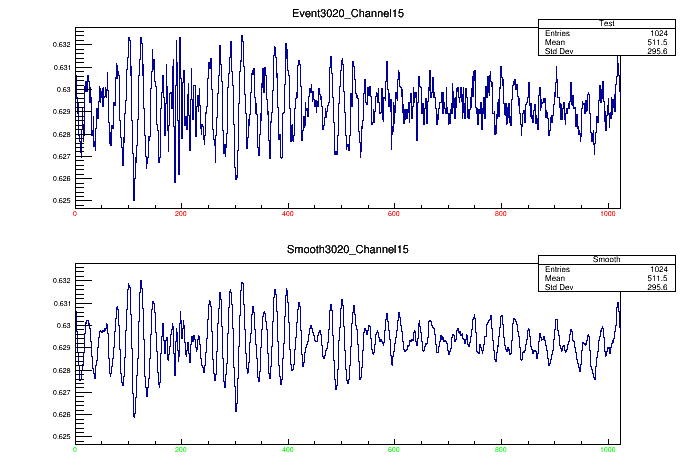 Event3020_Channel15
Test
Entries 1024
Mean 511.5
Std Dev 295.6
0.632
0.631
0.63
0.629
0.628
0.627
0.626
0.625
0 200 400 600 800 1000
Smooth3020_Channel15
Smooth
Entries 1024
Mean 511.5
Std Dev 295.6
0.632
0.631
0.63
0.629
0.628
0.627
0.626
0.625
0 200 400 600 800 1000